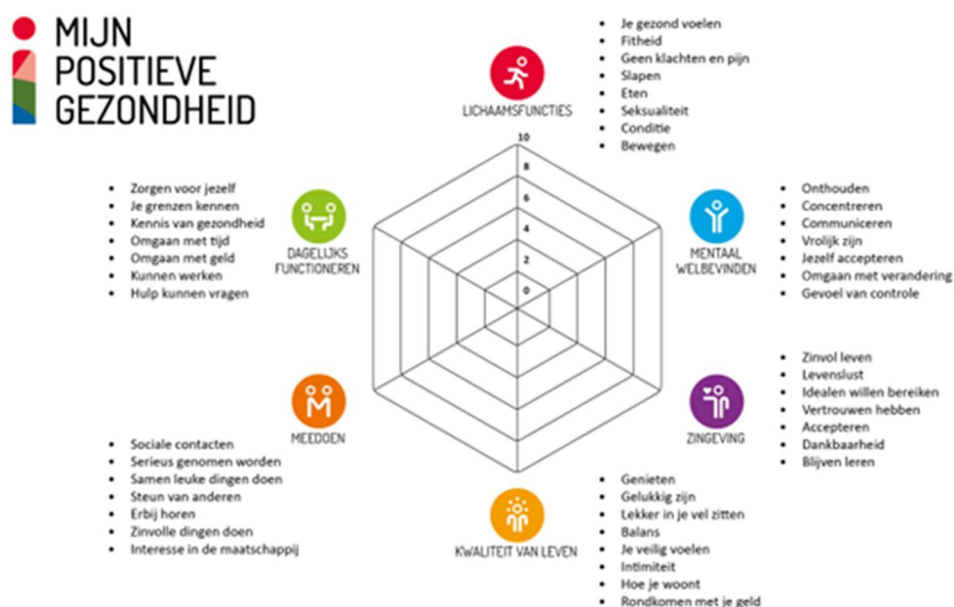 MIJN
POSITIEVE
GEZONDHEID
LICHAAMSFUNCTIES
• Je gezond voelen
• Fitheid
• Geen klachten en pijn
• Slapen
• Eten
• Seksualiteit
• Conditie
• Bewegen
10
8
6
4
2
0
MENTAAL
WELBEVINDEN
• Onthouden
• Concentreren
• Communiceren
• Vrolijk zijn
• Jezelf accepteren
• Omgaan met verandering
• Gevoel van controle
ZINGEVING
• Zinvol leven
• Levenslust
• Idealen willen bereiken
• Vertrouwen hebben
• Accepteren
• Dankbaarheid
• Blijven leren
KWALITEIT VAN LEVEN
• Genieten
• Gelukkig zijn
• Lekker in je vel zitten
• Balans
• Je veilig voelen
• Intimiteit
• Hoe je woont
• Rondkomen met je geld
MEEDOEN
• Sociale contacten
• Serieus genomen worden
• Samen leuke dingen doen
• Steun van anderen
• Erbij horen
• Zinvolle dingen doen
• Interesse in de maatschappij
DAGELIJKS
FUNCTIONEREN
• Zorgen voor jezelf
• Je grenzen kennen
• Kennis van gezondheid
• Omgaan met tijd
• Omgaan met geld
• Kunnen werken
• Hulp kunnen vragen